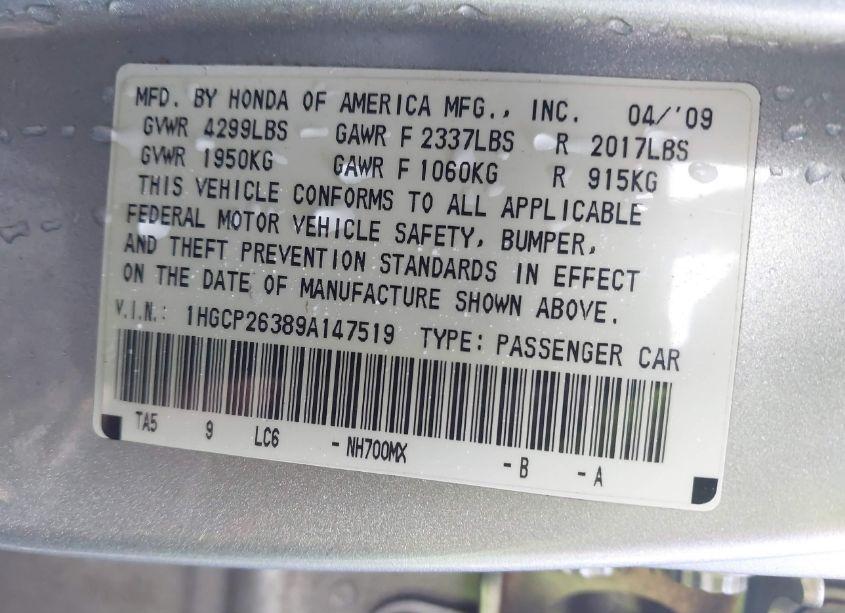 MFD. BY HONDA OF AMERICA MFG., INC. 04/'09
GVWR 4299LBS GAWR F 2337LBS R 2017LBS
GVWR 1950KG GAWR F 1060KG R 915KG
THIS VEHICLE CONFORMS TO ALL APPLICABLE
FEDERAL MOTOR VEHICLE SAFETY, BUMPER,
AND THEFT PREVENTION STANDARDS IN EFFECT
ON THE DATE OF MANUFACTURE SHOWN ABOVE.
V.I.N.: 1HGCP26389A147519 TYPE: PASSENGER CAR
TA5 9 LC6 -NH700MX -B -A